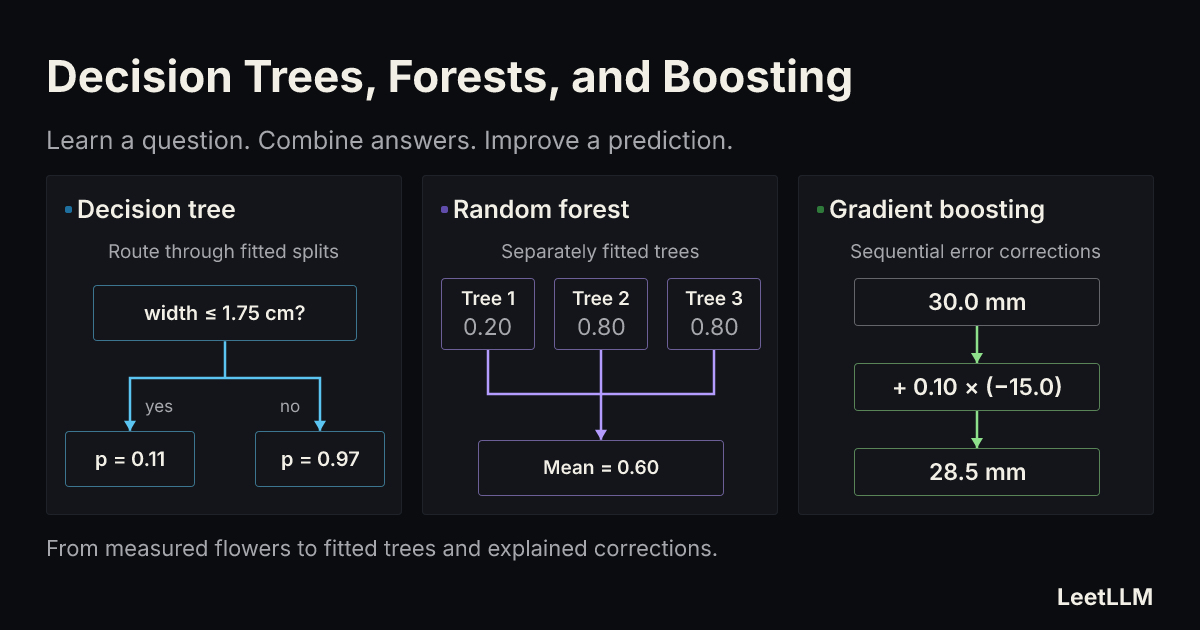 Decision Trees, Forests, and Boosting
Learn a question. Combine answers. Improve a prediction.
Decision tree
Route through fitted splits
width ≤ 1.75 cm?
yes
no
p = 0.11
p = 0.97
Random forest
Separately fitted trees
Tree 1
0.20
Tree 2
0.80
Tree 3
0.80
Mean = 0.60
Gradient boosting
Sequential error corrections
30.0 mm
+ 0.10 × (−15.0)
28.5 mm
From measured flowers to fitted trees and explained corrections.
LeetLLM